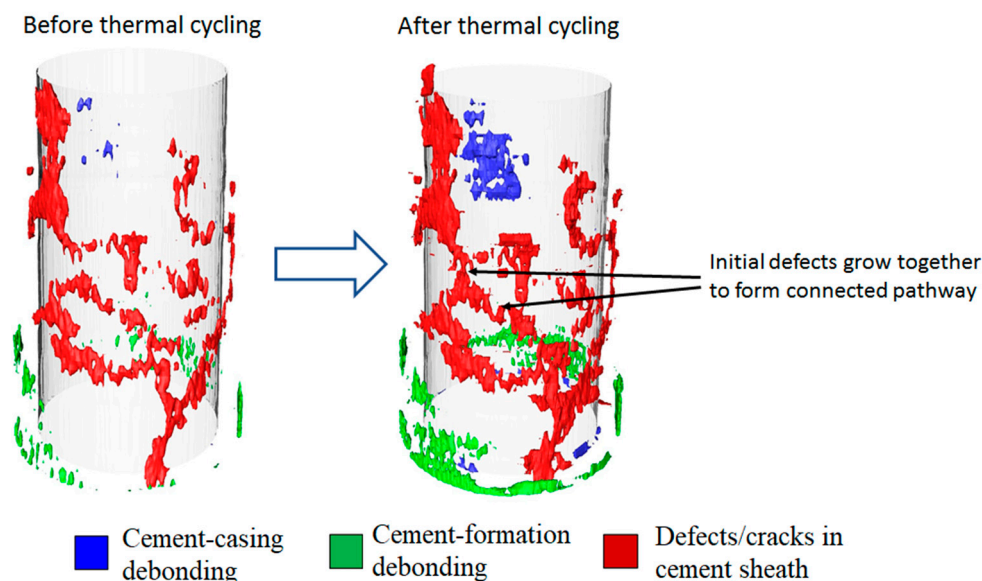 Before thermal cycling
After thermal cycling
Initial defects grow together
to form connected pathway
Cement-casing
debonding
Cement-formation
debonding
Defects/cracks in
cement sheath